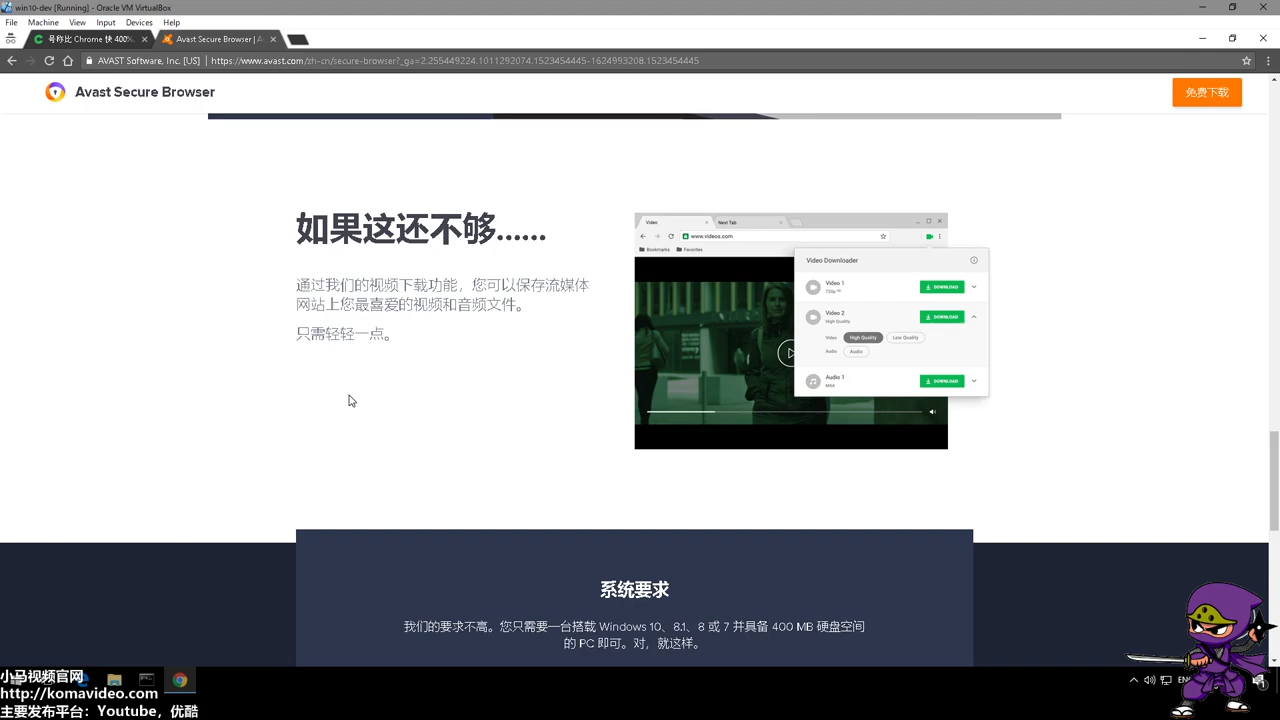 win10-dev [Running] - Oracle VM VirtualBox
File Machine View Input Devices Help
号称比 Chrome 快 400%,
Avast Secure Browser | A
AVAST Software, Inc. [US] | https://www.avast.com/zh-cn/secure-browser?_ga=2.255449224.1011292074.1523454445-1624993208.1523454445
Avast Secure Browser
免费下载
如果这还不够......
通过我们的视频下载功能，您可以保存流媒体
网站上您最喜爱的视频和音频文件。
只需轻轻一点。
Video
Next Tab
www.videos.com
Bookmarks Favorites
Video Downloader
Video 1
720p
DOWNLOAD
Video 2
High Quality
DOWNLOAD
Video High Quality Low Quality
Audio Audio
Audio 1
M4A
DOWNLOAD
系统要求
我们的要求不高。您只需要一台搭载 Windows 10、8.1、8 或 7 并具备 400 MB 硬盘空间
的 PC 即可。对，就这样。
小马视频官网
http://komavideo.com
主要发布平台：Youtube，优酷